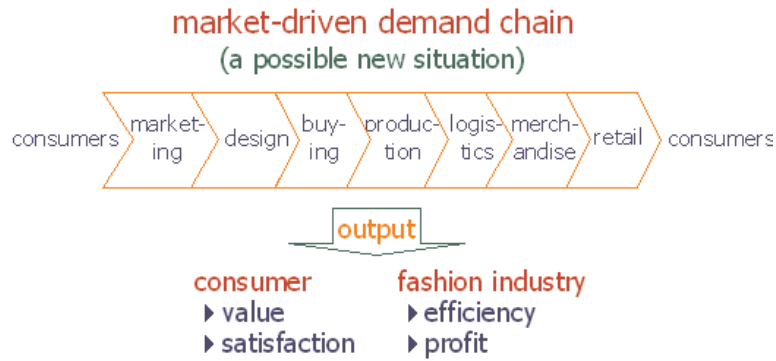 market-driven demand chain
(a possible new situation)
consumers
market-
ing
design
buy-
ing
produc-
tion
logis-
tics
merch-
andise
retail
consumers
output
consumer
value
satisfaction
fashion industry
efficiency
profit